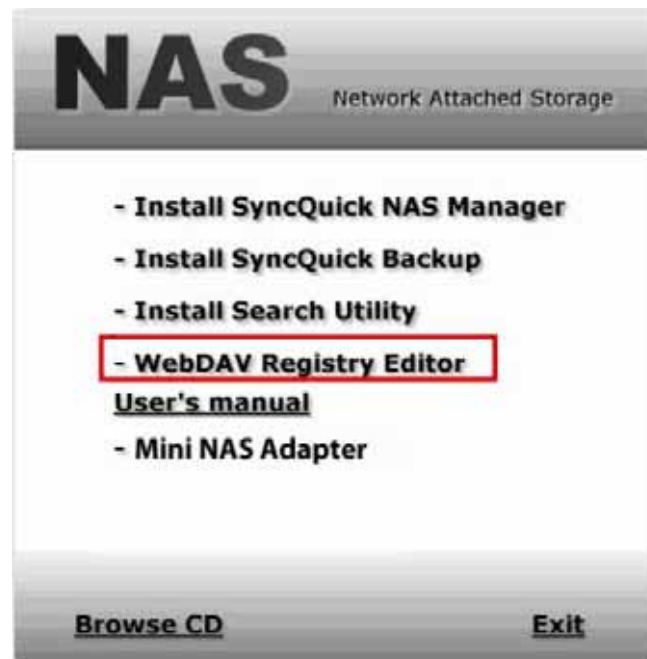 NAS
Network Attached Storage
- Install SyncQuick NAS Manager
- Install SyncQuick Backup
- Install Search Utility
- WebDAV Registry Editor
User's manual
- Mini NAS Adapter
Browse CD
Exit